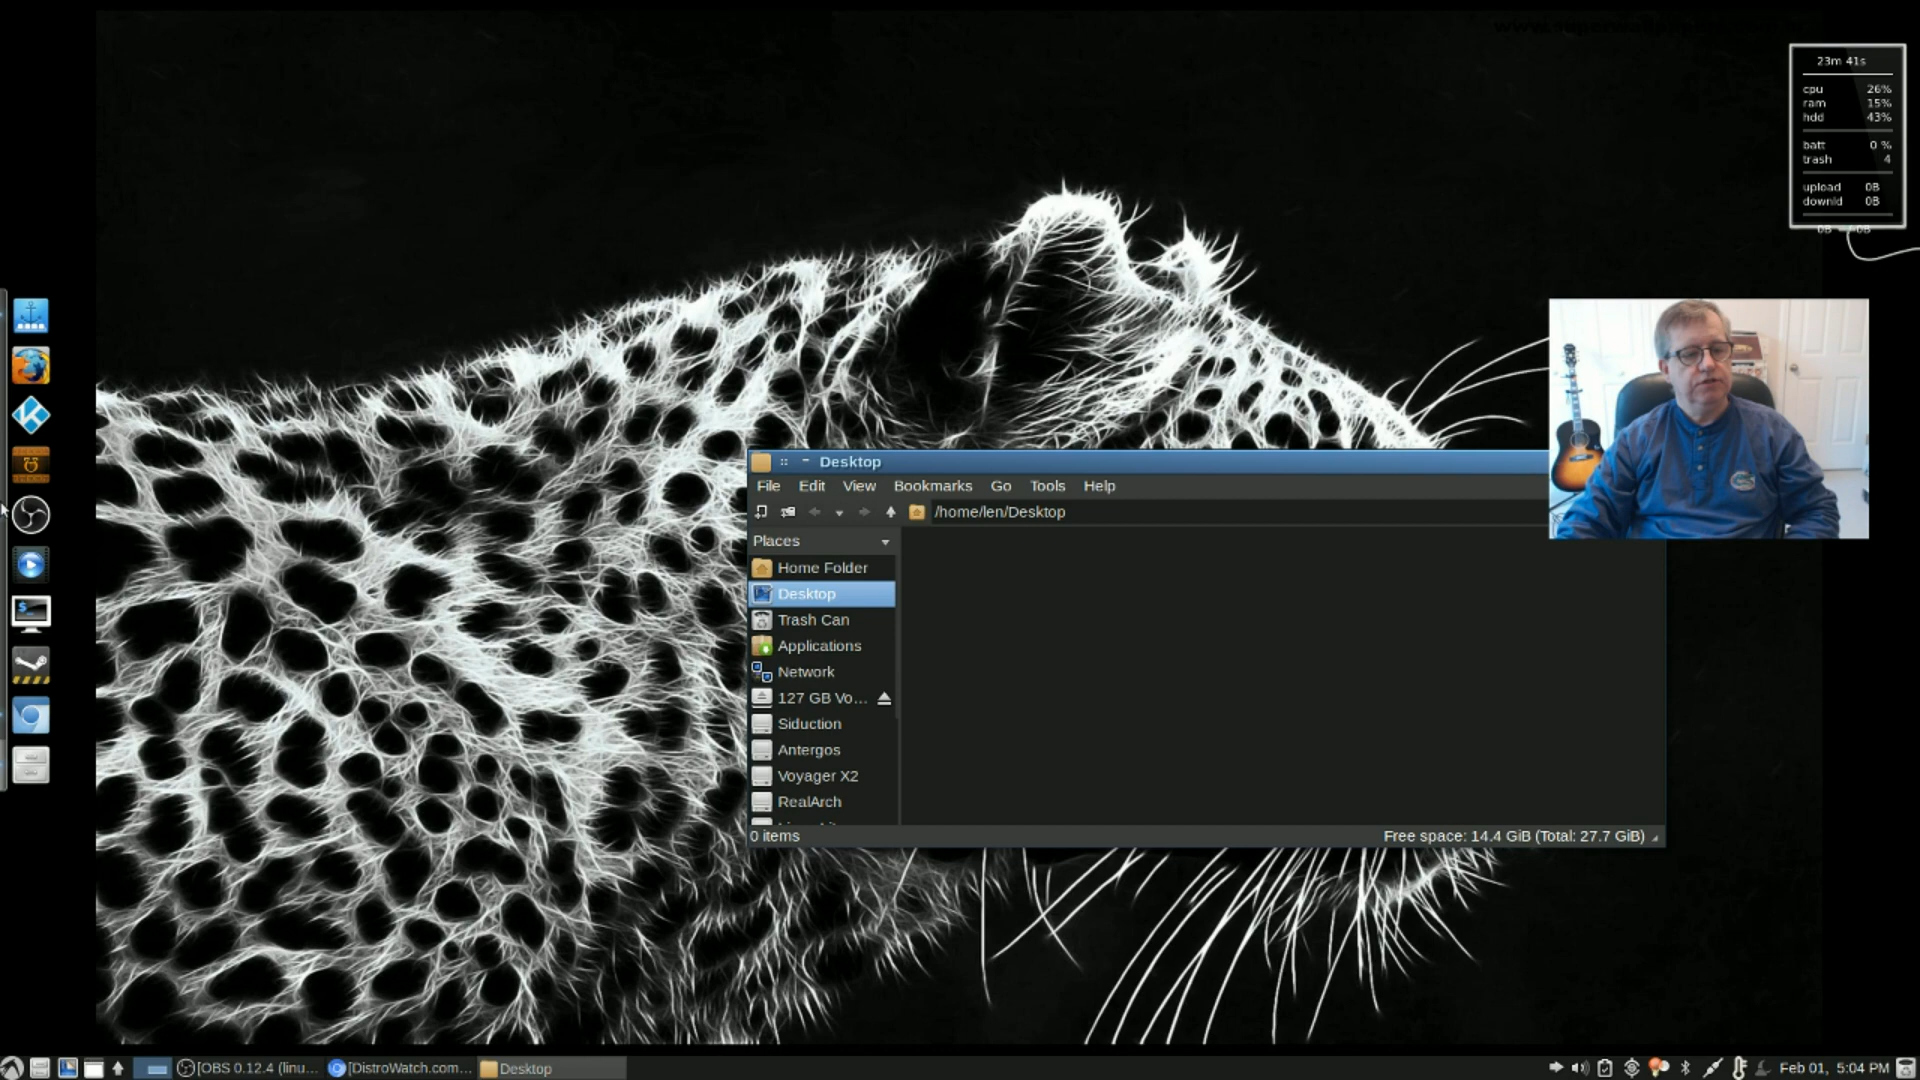 23m 41s
cpu 26%
ram 15%
hdd 43%
batt 0 %
trash 4
upload 0B
downld 0B
Desktop
File Edit View Bookmarks Go Tools Help
/home/len/Desktop
Places
Home Folder
Desktop
Trash Can
Applications
Network
127 GB Vo...
Siduction
Antergos
Voyager X2
RealArch
0 items
Free space: 14.4 GiB (Total: 27.7 GiB)
[OBS 0.12.4 (linu...
[DistroWatch.com...
Desktop
Feb 01, 5:04 PM